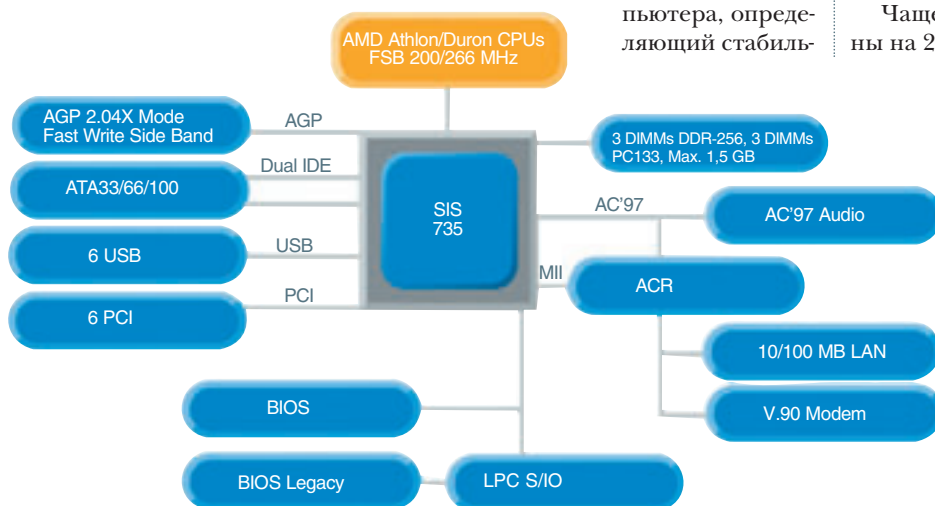 пьютера, опреде-
ляющий стабиль-
Чаще
ны на 2
AMD Athlon/Duron CPUs
FSB 200/266 MHz
AGP 2.04X Mode
Fast Write Side Band
AGP
3 DIMMs DDR-256, 3 DIMMs
PC133, Max. 1,5 GB
Dual IDE
ATA33/66/100
SIS
735
AC'97
AC'97 Audio
6 USB
USB
MII
ACR
PCI
6 PCI
10/100 MB LAN
BIOS
V.90 Modem
BIOS Legacy
LPC S/IO